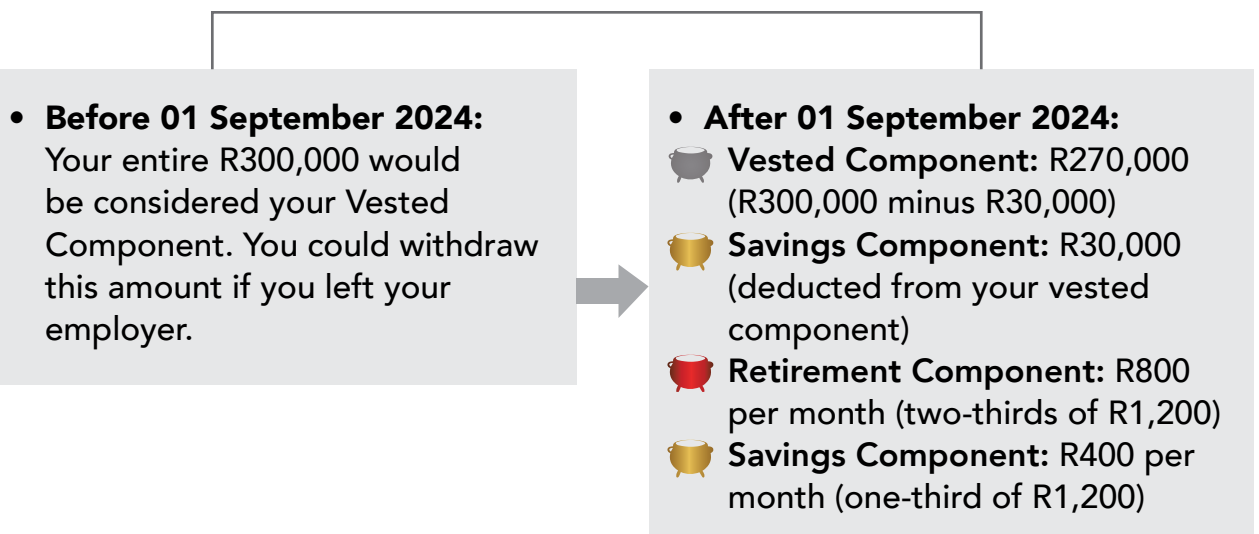 • Before 01 September 2024:
Your entire R300,000 would
be considered your Vested
Component. You could withdraw
this amount if you left your
employer.
• After 01 September 2024:
Vested Component: R270,000
(R300,000 minus R30,000)
Savings Component: R30,000
(deducted from your vested
component)
Retirement Component: R800
per month (two-thirds of R1,200)
Savings Component: R400 per
month (one-third of R1,200)